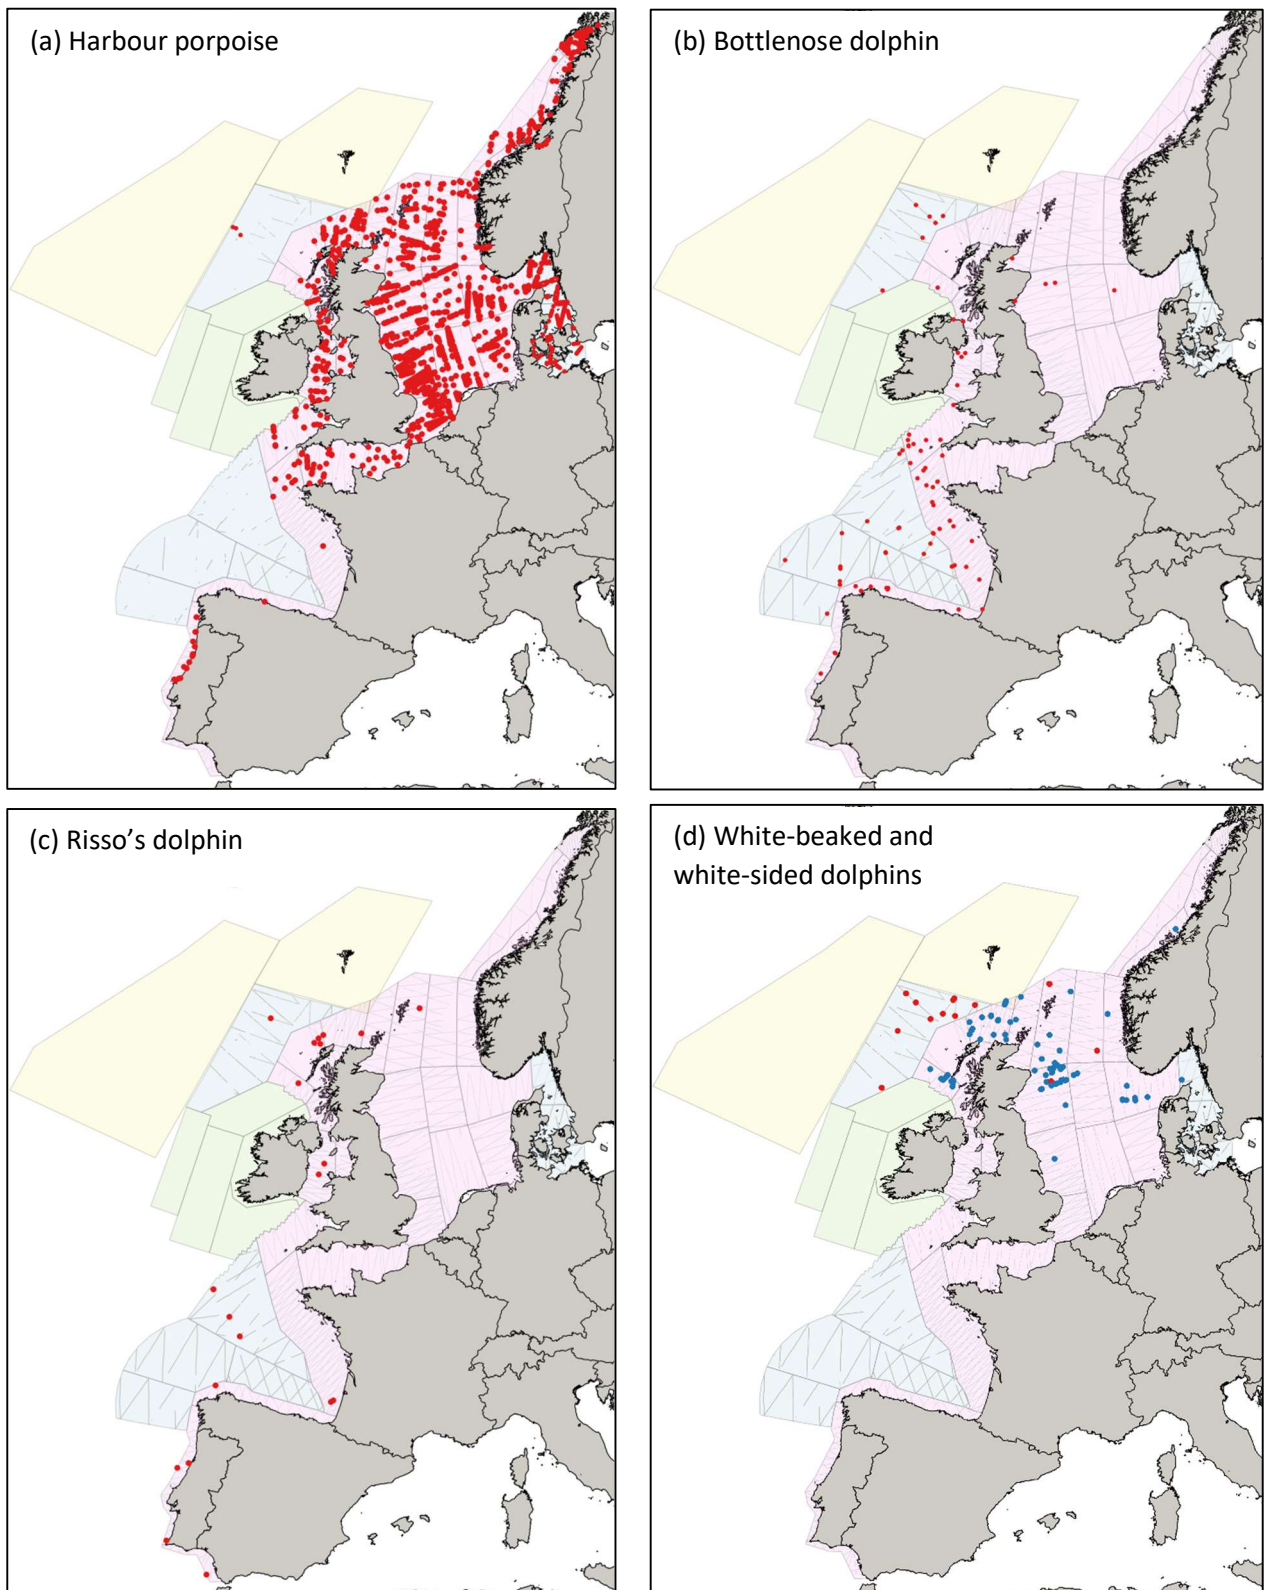 (a) Harbour porpoise
(b) Bottlenose dolphin
(c) Risso’s dolphin
(d) White-beaked and
white-sided dolphins